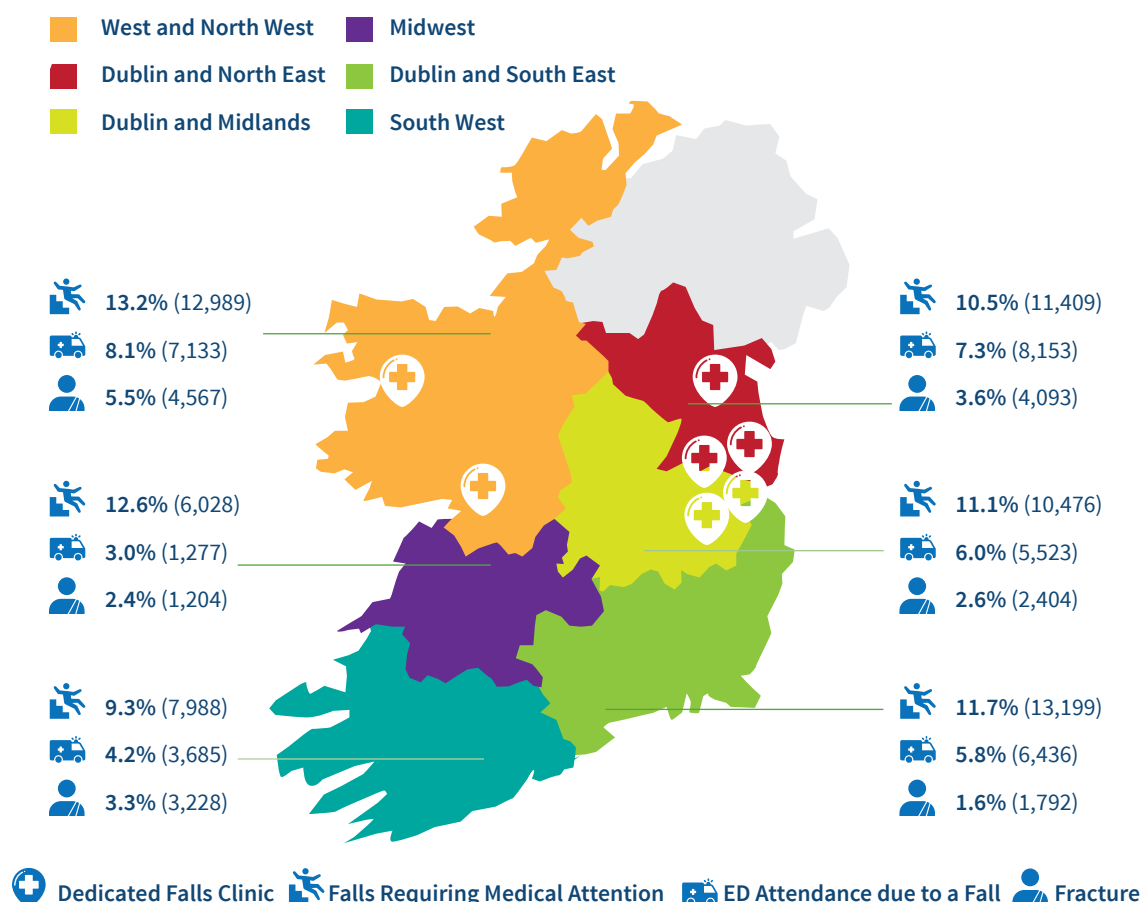 West and North West
Midwest
Dublin and North East
Dublin and South East
Dublin and Midlands
South West
13.2% (12,989)
8.1% (7,133)
5.5% (4,567)
10.5% (11,409)
7.3% (8,153)
3.6% (4,093)
12.6% (6,028)
3.0% (1,277)
2.4% (1,204)
11.1% (10,476)
6.0% (5,523)
2.6% (2,404)
9.3% (7,988)
4.2% (3,685)
3.3% (3,228)
11.7% (13,199)
5.8% (6,436)
1.6% (1,792)
Dedicated Falls Clinic Falls Requiring Medical Attention ED Attendance due to a Fall Fracture